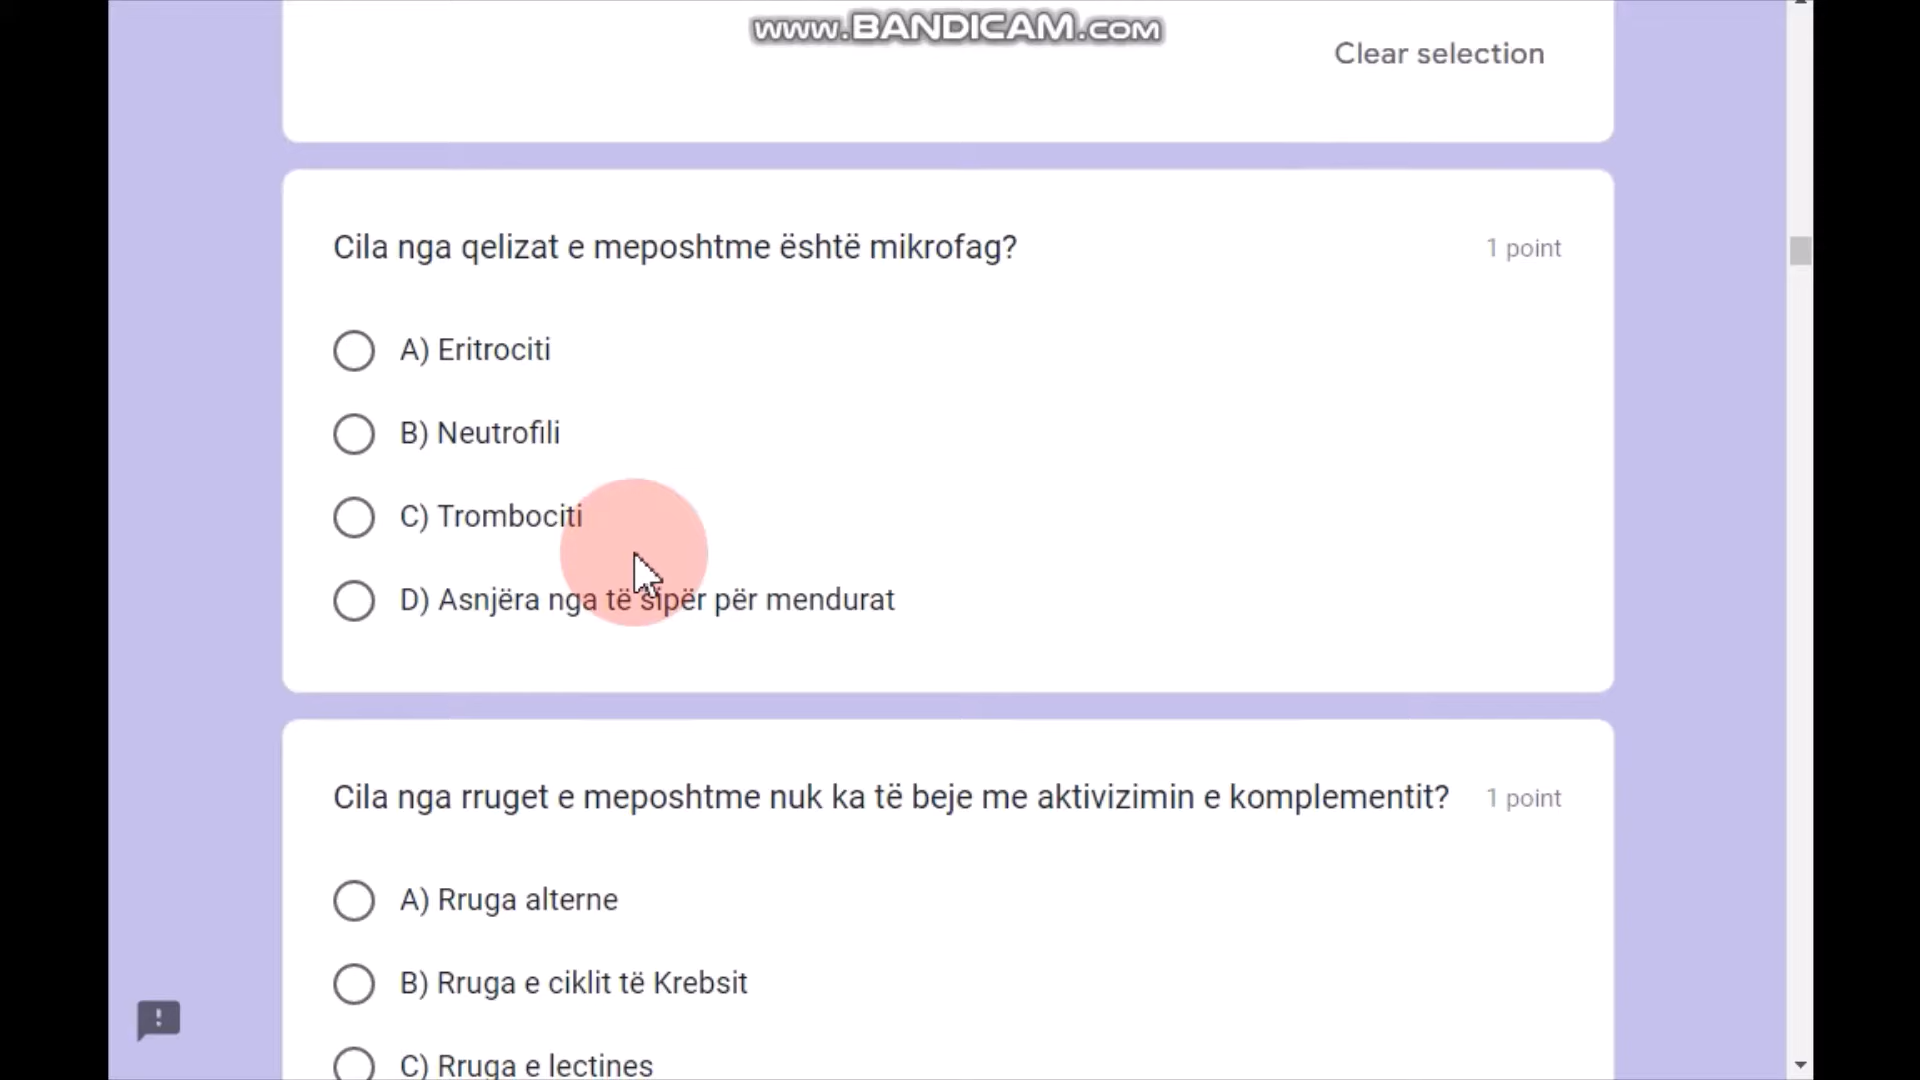 www.BANDICAM.com
Clear selection
Cila nga qelizat e meposhtme është mikrofag?
1 point
A) Eritrociti
B) Neutrofili
C) Trombociti
D) Asnjëra nga të sipër për mendurat
Cila nga rruget e meposhtme nuk ka të beje me aktivizimin e komplementit?
1 point
A) Rruga alterne
B) Rruga e ciklit të Krebsit
C) Rruga e lectines